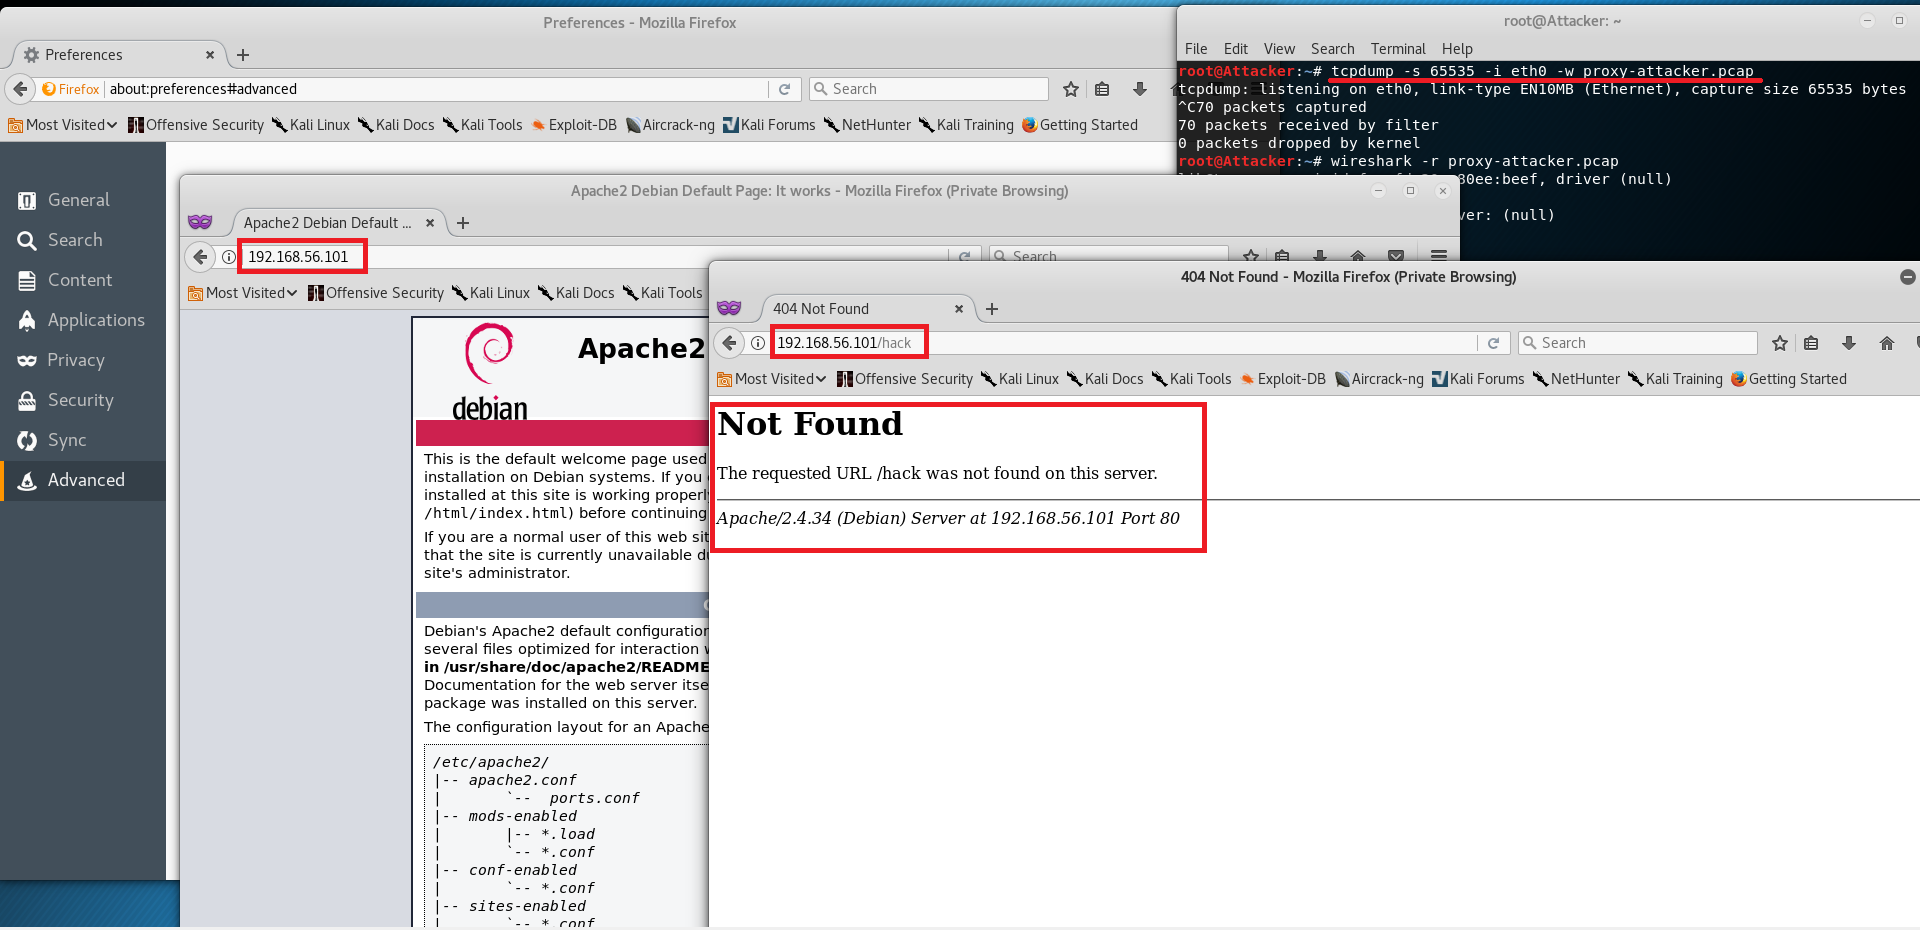 Preferences - Mozilla Firefox
Preferences
Firefox about:preferences#advanced
Search
Most Visited Offensive Security Kali Linux Kali Docs Kali Tools Exploit-DB Aircrack-ng Kali Forums NetHunter Kali Training Getting Started
General
Search
Content
Applications
Privacy
Security
Sync
Advanced
root@Attacker: ~
File Edit View Search Terminal Help
root@Attacker:~# tcpdump -s 65535 -i eth0 -w proxy-attacker.pcap
tcpdump: listening on eth0, link-type EN10MB (Ethernet), capture size 65535 bytes
^C70 packets captured
70 packets received by filter
0 packets dropped by kernel
root@Attacker:~# wireshark -r proxy-attacker.pcap
80ee:beef, driver (null)
ver: (null)
Apache2 Debian Default Page: It works - Mozilla Firefox (Private Browsing)
Apache2 Debian Default ...
192.168.56.101
Search
Most Visited Offensive Security Kali Linux Kali Docs Kali Tools
debian
Apache2
This is the default welcome page used
installation on Debian systems. If you
installed at this site is working properly
/html/index.html) before continuing
If you are a normal user of this web sit
that the site is currently unavailable du
site's administrator.
Debian's Apache2 default configuration
several files optimized for interaction
in /usr/share/doc/apache2/README
Documentation for the web server itse
package was installed on this server.
The configuration layout for an Apache
/etc/apache2/
|-- apache2.conf
|       `--  ports.conf
|-- mods-enabled
|       |-- *.load
|       `-- *.conf
|-- conf-enabled
|       `-- *.conf
|-- sites-enabled
|       `-- *.conf
404 Not Found - Mozilla Firefox (Private Browsing)
404 Not Found
192.168.56.101/hack
Search
Most Visited Offensive Security Kali Linux Kali Docs Kali Tools Exploit-DB Aircrack-ng Kali Forums NetHunter Kali Training Getting Started
Not Found
The requested URL /hack was not found on this server.
Apache/2.4.34 (Debian) Server at 192.168.56.101 Port 80